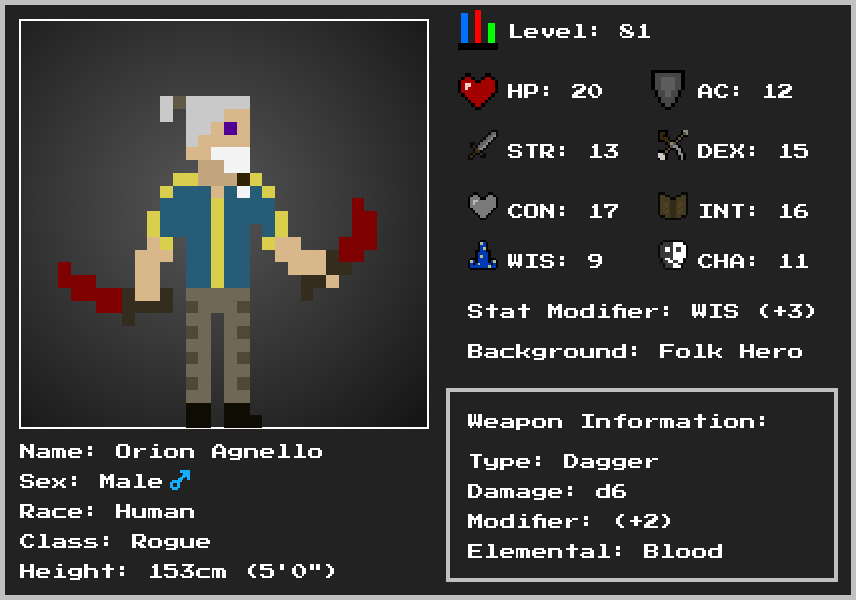 Level: 81
HP: 20 AC: 12
STR: 13 DEX: 15
CON: 17 INT: 16
WIS: 9 CHA: 11
Stat Modifier: WIS (+3)
Background: Folk Hero
Weapon Information:
Type: Dagger
Damage: d6
Modifier: (+2)
Elemental: Blood
Name: Orion Agnello
Sex: Male♂
Race: Human
Class: Rogue
Height: 153cm (5'0")